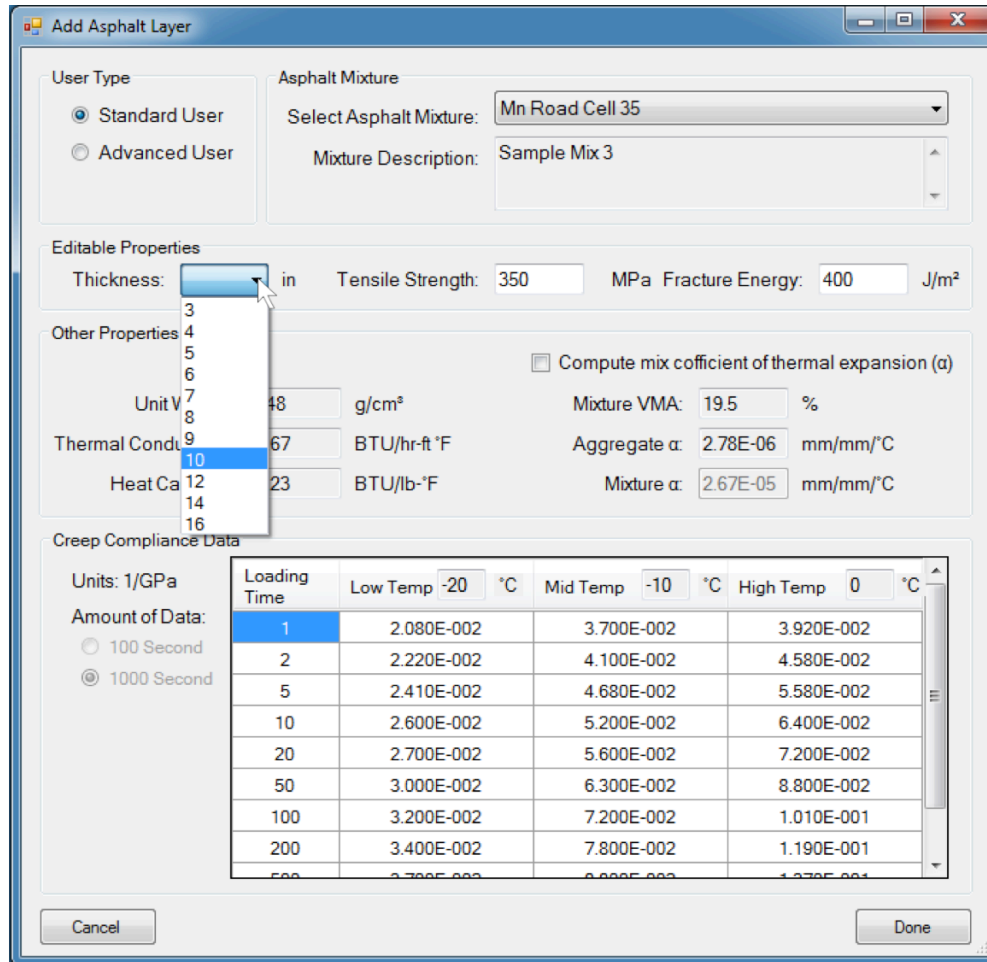 Add Asphalt Layer
User Type
Standard User
Advanced User
Asphalt Mixture
Select Asphalt Mixture: Mn Road Cell 35
Mixture Description: Sample Mix 3
Editable Properties
Thickness: in Tensile Strength: 350 MPa Fracture Energy: 400 J/m²
3
4
5
6
7
8
9
10
12
14
16
Other Properties
Compute mix cofficient of thermal expansion (α)
Unit 48 g/cm³ Mixture VMA: 19.5 %
Thermal 67 BTU/hr-ft °F Aggregate α: 2.78E-06 mm/mm/°C
Heat 23 BTU/lb-°F Mixture α: 2.67E-05 mm/mm/°C
Creep Compliance Data
Units: 1/GPa
Amount of Data:
100 Second
1000 Second
Loading Time Low Temp -20 °C Mid Temp -10 °C High Temp 0 °C
1 2.080E-002 3.700E-002 3.920E-002
2 2.220E-002 4.100E-002 4.580E-002
5 2.410E-002 4.680E-002 5.580E-002
10 2.600E-002 5.200E-002 6.400E-002
20 2.700E-002 5.600E-002 7.200E-002
50 3.000E-002 6.300E-002 8.800E-002
100 3.200E-002 7.200E-002 1.010E-001
200 3.400E-002 7.800E-002 1.190E-001
Cancel
Done